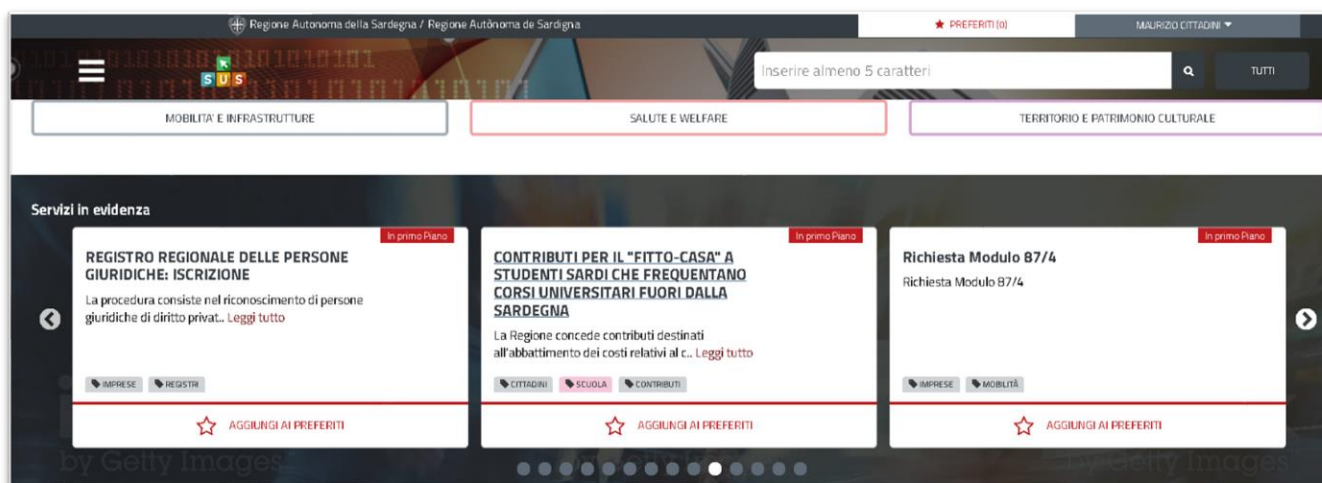 Regione Autonoma della Sardegna / Regione Autònoma de Sardigna
PREFERITI (0)
MAURIZIO CITTADINI
SUS
Inserire almeno 5 caratteri
TUTTI
MOBILITA' E INFRASTRUTTURE
SALUTE E WELFARE
TERRITORIO E PATRIMONIO CULTURALE
Servizi in evidenza
In primo Piano
REGISTRO REGIONALE DELLE PERSONE
GIURIDICHE: ISCRIZIONE
La procedura consiste nel riconoscimento di persone
giuridiche di diritto privat.. Leggi tutto
IMPRESE
REGISTRI
AGGIUNGI AI PREFERITI
In primo Piano
CONTRIBUTI PER IL "FITTO-CASA" A
STUDENTI SARDI CHE FREQUENTANO
CORSI UNIVERSITARI FUORI DALLA
SARDEGNA
La Regione concede contributi destinati
all'abbattimento dei costi relativi al c.. Leggi tutto
CITTADINI
SCUOLA
CONTRIBUTI
AGGIUNGI AI PREFERITI
In primo Piano
Richiesta Modulo 87/4
Richiesta Modulo 87/4
IMPRESE
MOBILITÀ
AGGIUNGI AI PREFERITI
by Getty Images
by Getty Images